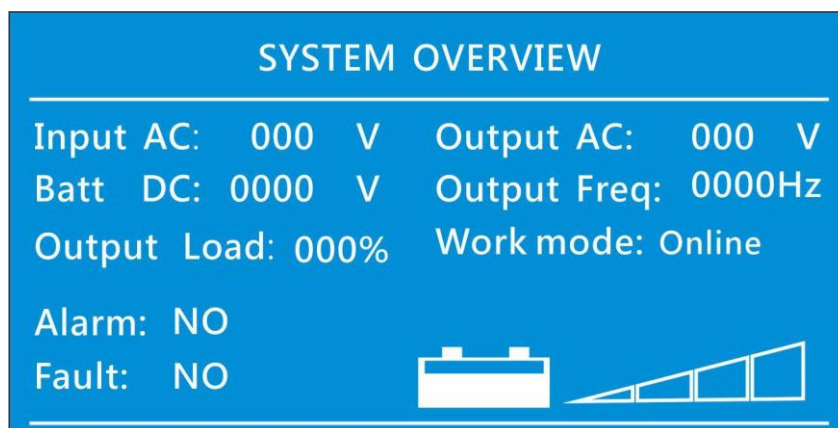 SYSTEM OVERVIEW
Input AC: 000 V Output AC: 000 V
Batt DC: 0000 V Output Freq: 0000Hz
Output Load: 000% Work mode: Online
Alarm: NO
Fault: NO